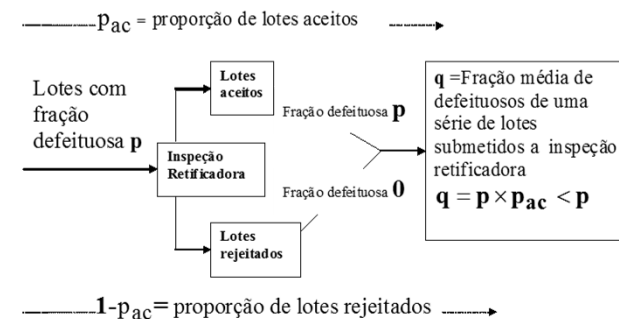 p_ac = proporção de lotes aceitos
Lotes com
fração
defeituosa p
Lotes
aceitos
Inspeção
Retificadora
Lotes
rejeitados
Fração defeituosa p
Fração defeituosa 0
q =Fração média de
defeituosos de uma
série de lotes
submetidos a inspeção
retificadora
q = p × p_ac < p
1-p_ac = proporção de lotes rejeitados